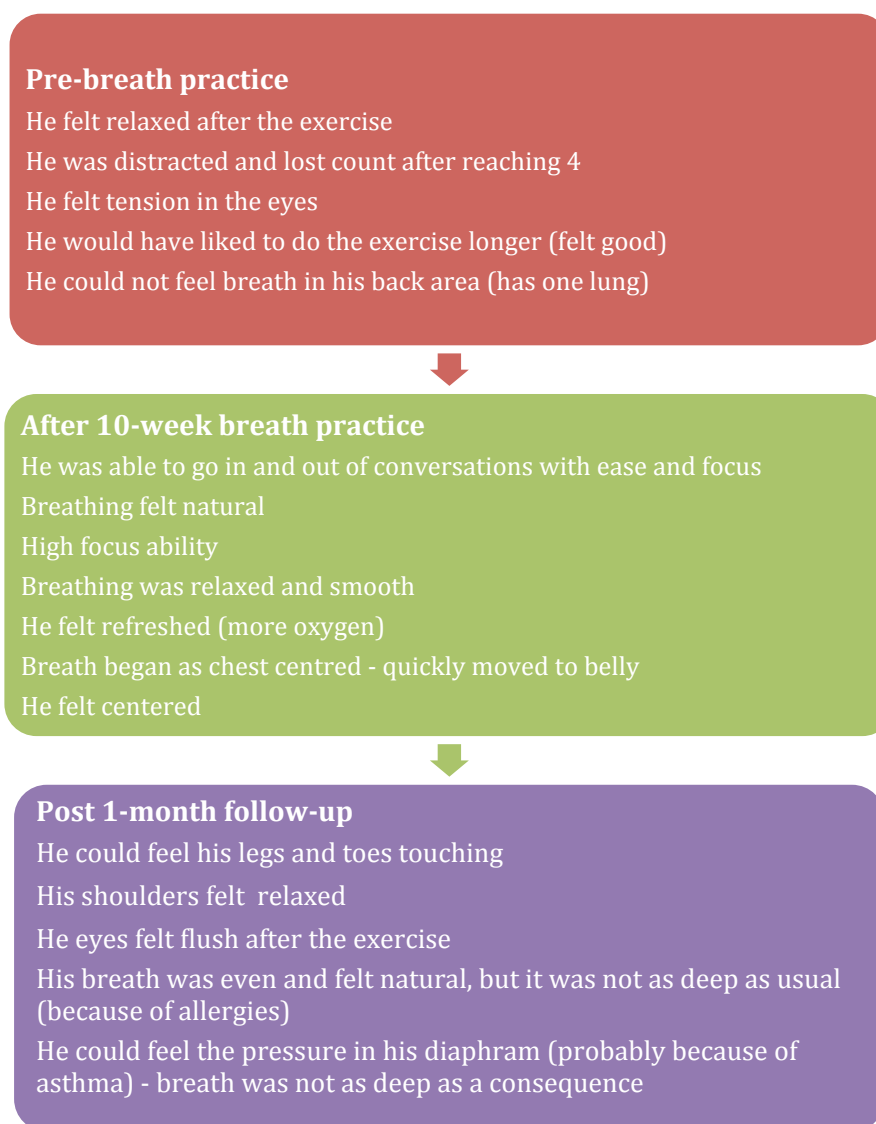 Pre-breath practice
He felt relaxed after the exercise
He was distracted and lost count after reaching 4
He felt tension in the eyes
He would have liked to do the exercise longer (felt good)
He could not feel breath in his back area (has one lung)
After 10-week breath practice
He was able to go in and out of conversations with ease and focus
Breathing felt natural
High focus ability
Breathing was relaxed and smooth
He felt refreshed (more oxygen)
Breath began as chest centred - quickly moved to belly
He felt centered
Post 1-month follow-up
He could feel his legs and toes touching
His shoulders felt  relaxed
He eyes felt flush after the exercise
His breath was even and felt natural, but it was not as deep as usual
(because of allergies)
He could feel the pressure in his diaphram (probably because of
asthma) - breath was not as deep as a consequence